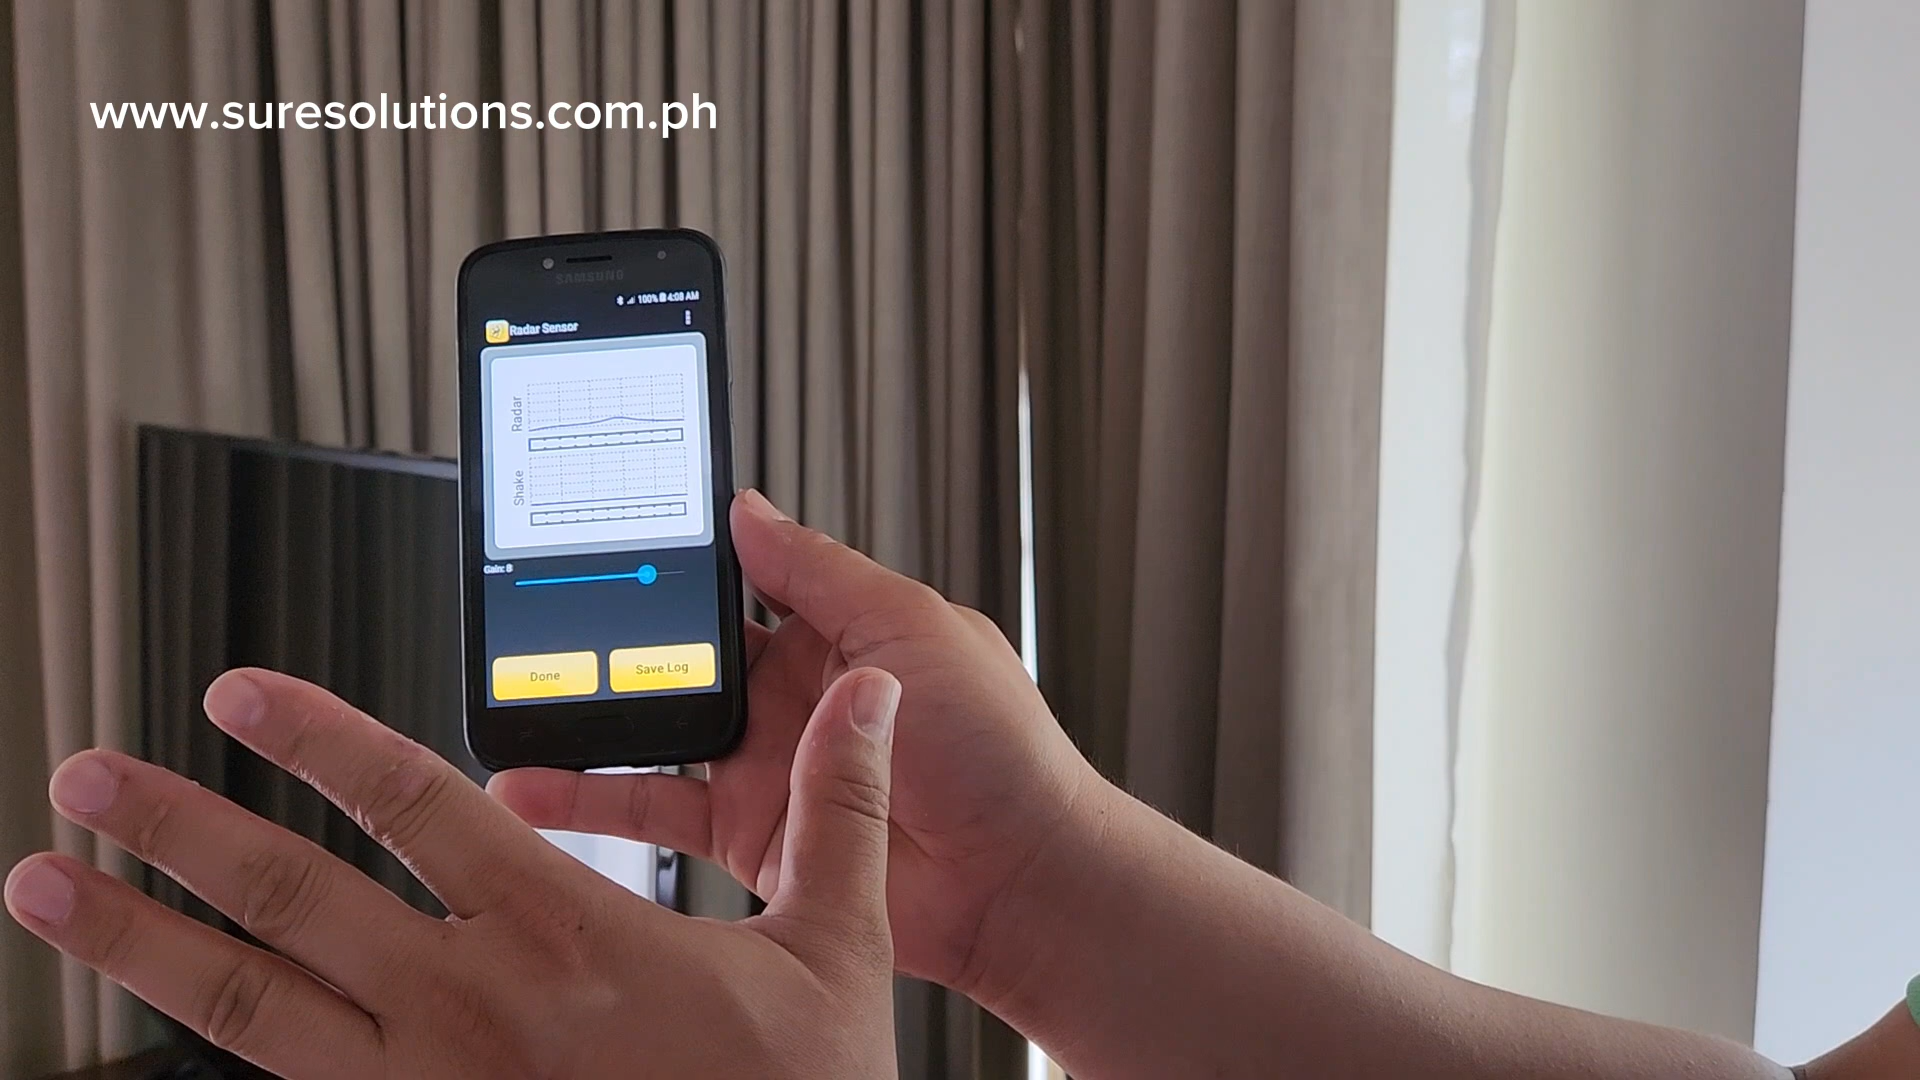 www.suresolutions.com.ph
SAMSUNG
100% 4:08 AM
Radar Sensor
Radar
Shake
Gain: 8
Done
Save Log